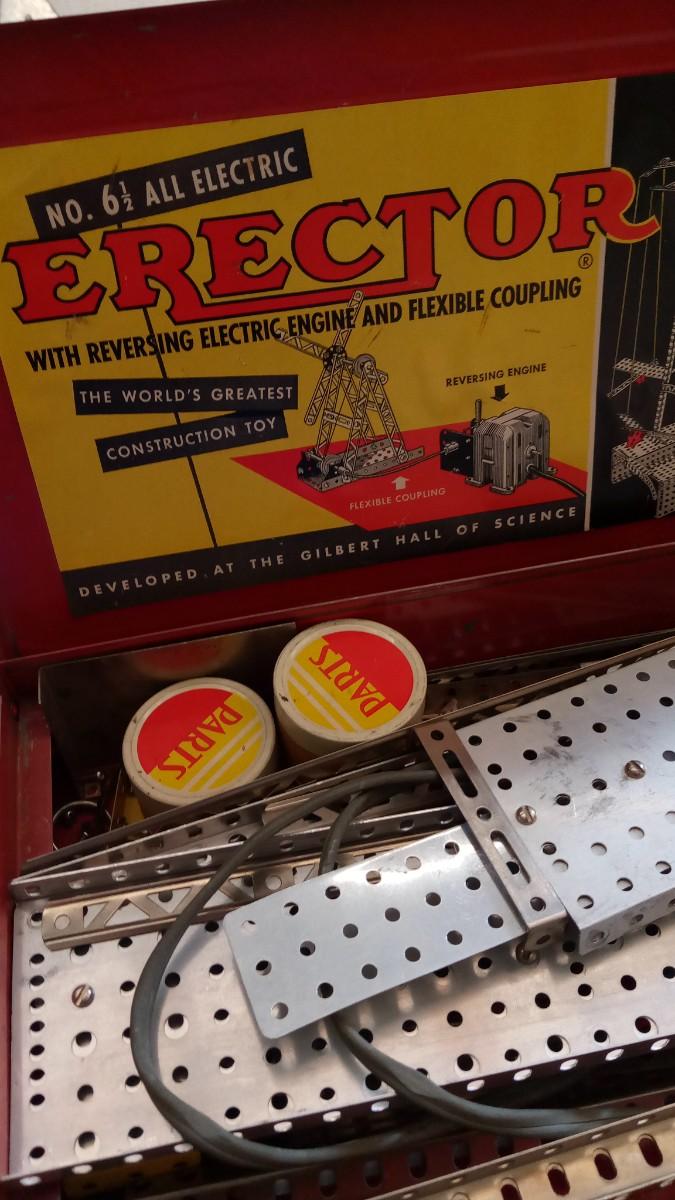 NO. 6½ ALL ELECTRIC
ERECTOR®
WITH REVERSING ELECTRIC ENGINE AND FLEXIBLE COUPLING
THE WORLD'S GREATEST
CONSTRUCTION TOY
REVERSING ENGINE
FLEXIBLE COUPLING
DEVELOPED AT THE GILBERT HALL OF SCIENCE
PARTS
PARTS